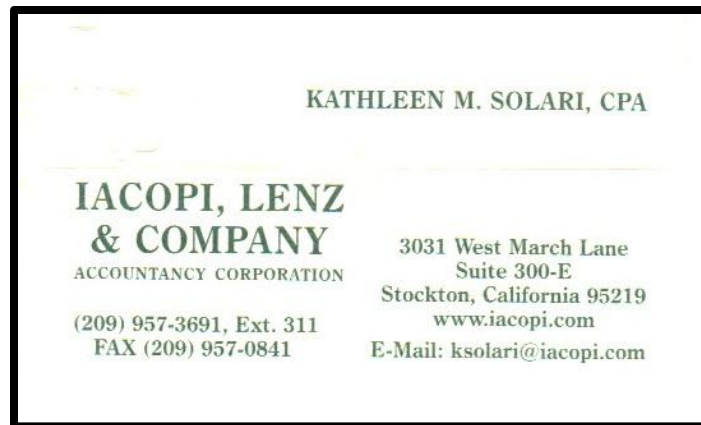 KATHLEEN M. SOLARI, CPA
IACOPI, LENZ
& COMPANY
ACCOUNTANCY CORPORATION
(209) 957-3691, Ext. 311
FAX (209) 957-0841
3031 West March Lane
Suite 300-E
Stockton, California 95219
www.iacopi.com
E-Mail: ksolari@iacopi.com